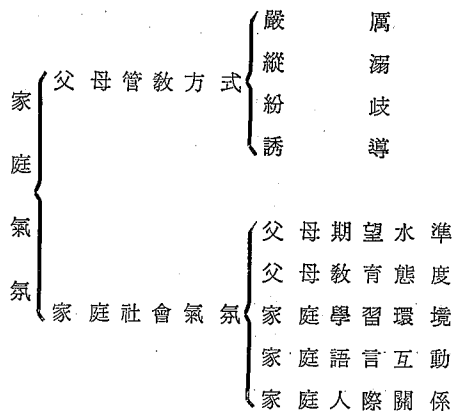 家庭氣氛
父母管教方式
嚴厲
縱溺
紛歧
誘導
家庭社會氣氛
父母期望水準
父母教育態度
家庭學習環境
家庭語言互動
家庭人際關係